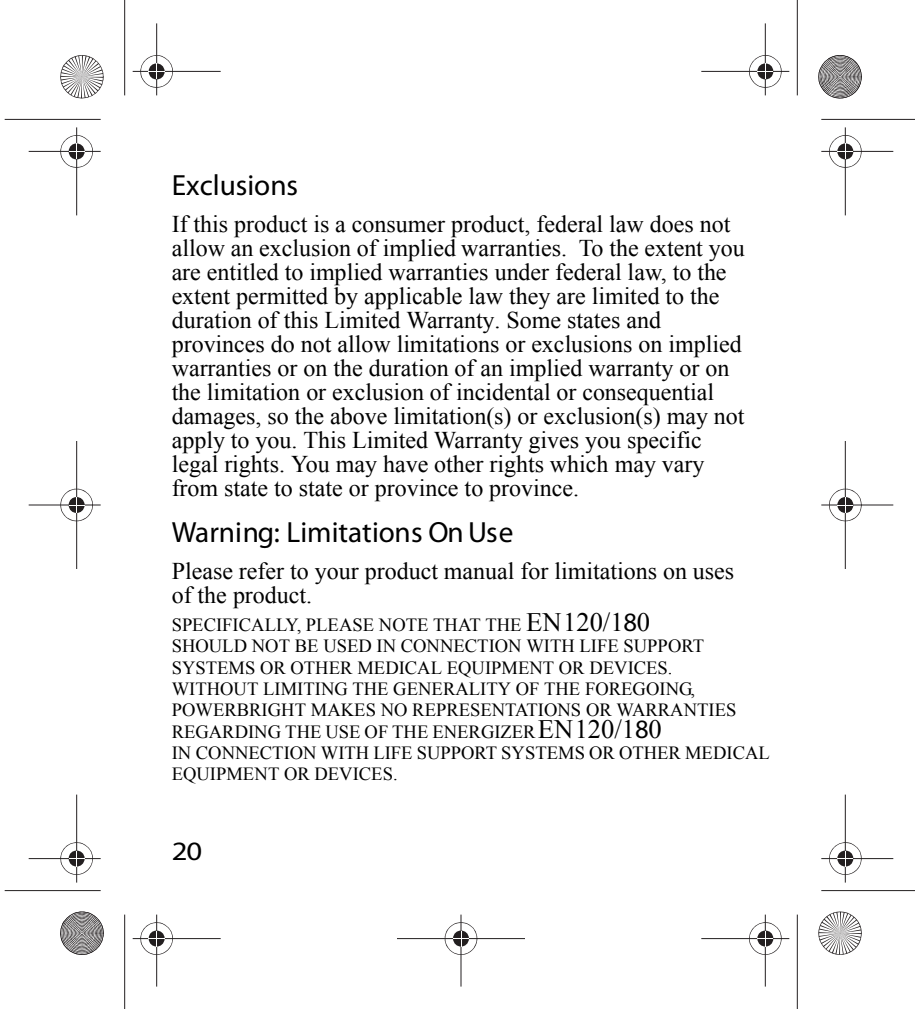 Exclusions
If this product is a consumer product, federal law does not
allow an exclusion of implied warranties.  To the extent you
are entitled to implied warranties under federal law, to the
extent permitted by applicable law they are limited to the
duration of this Limited Warranty. Some states and
provinces do not allow limitations or exclusions on implied
warranties or on the duration of an implied warranty or on
the limitation or exclusion of incidental or consequential
damages, so the above limitation(s) or exclusion(s) may not
apply to you. This Limited Warranty gives you specific
legal rights. You may have other rights which may vary
from state to state or province to province.
Warning: Limitations On Use
Please refer to your product manual for limitations on uses
of the product.
SPECIFICALLY, PLEASE NOTE THAT THE EN120/180
SHOULD NOT BE USED IN CONNECTION WITH LIFE SUPPORT
SYSTEMS OR OTHER MEDICAL EQUIPMENT OR DEVICES.
WITHOUT LIMITING THE GENERALITY OF THE FOREGOING,
POWERBRIGHT MAKES NO REPRESENTATIONS OR WARRANTIES
REGARDING THE USE OF THE ENERGIZER EN120/180
IN CONNECTION WITH LIFE SUPPORT SYSTEMS OR OTHER MEDICAL
EQUIPMENT OR DEVICES.
20